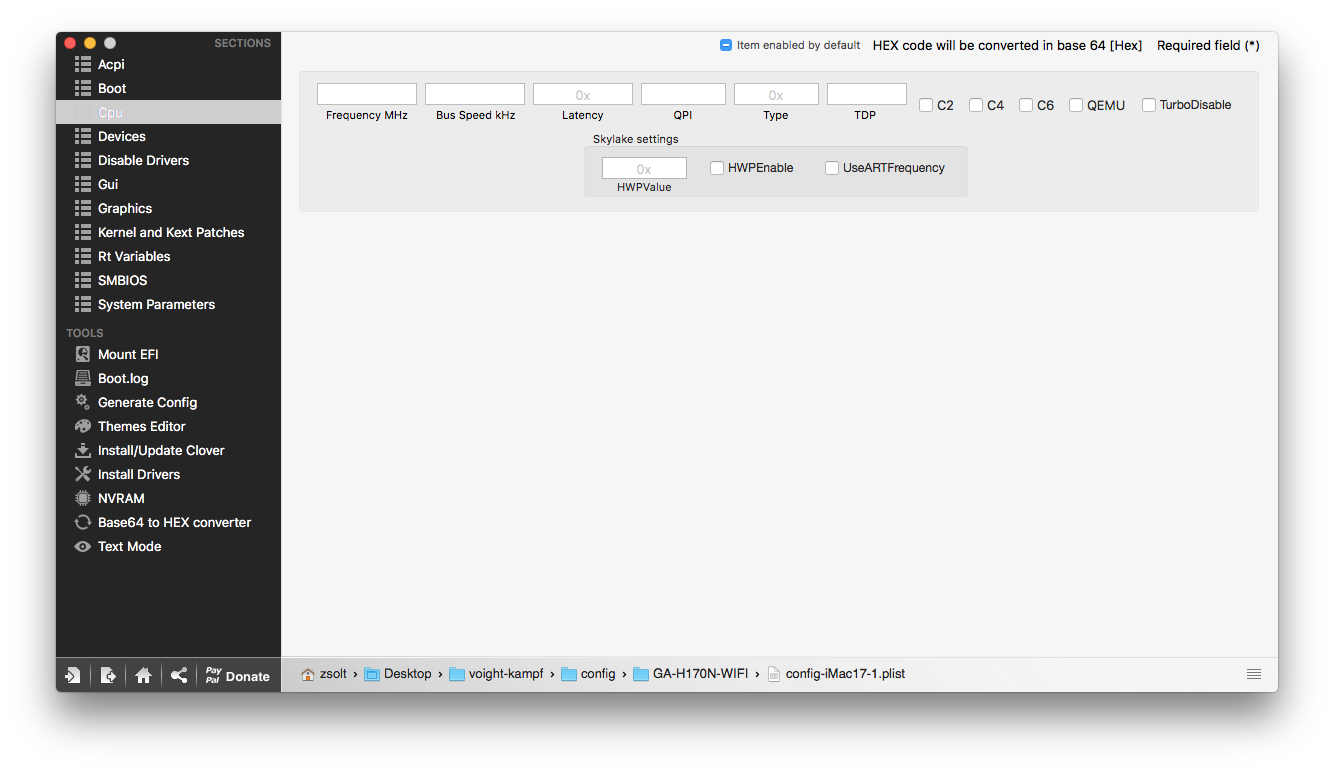 SECTIONS
Acpi
Boot
Cpu
Devices
Disable Drivers
Gui
Graphics
Kernel and Kext Patches
Rt Variables
SMBIOS
System Parameters
TOOLS
Mount EFI
Boot.log
Generate Config
Themes Editor
Install/Update Clover
Install Drivers
NVRAM
Base64 to HEX converter
Text Mode
Pay
Pal Donate
Item enabled by default HEX code will be converted in base 64 [Hex] Required field (*)
0x 0x
Frequency MHz Bus Speed kHz Latency QPI Type TDP C2 C4 C6 QEMU TurboDisable
Skylake settings
0x HWPEnable UseARTFrequency
HWPValue
zsolt › Desktop › voight-kampf › config › GA-H170N-WIFI › config-iMac17-1.plist